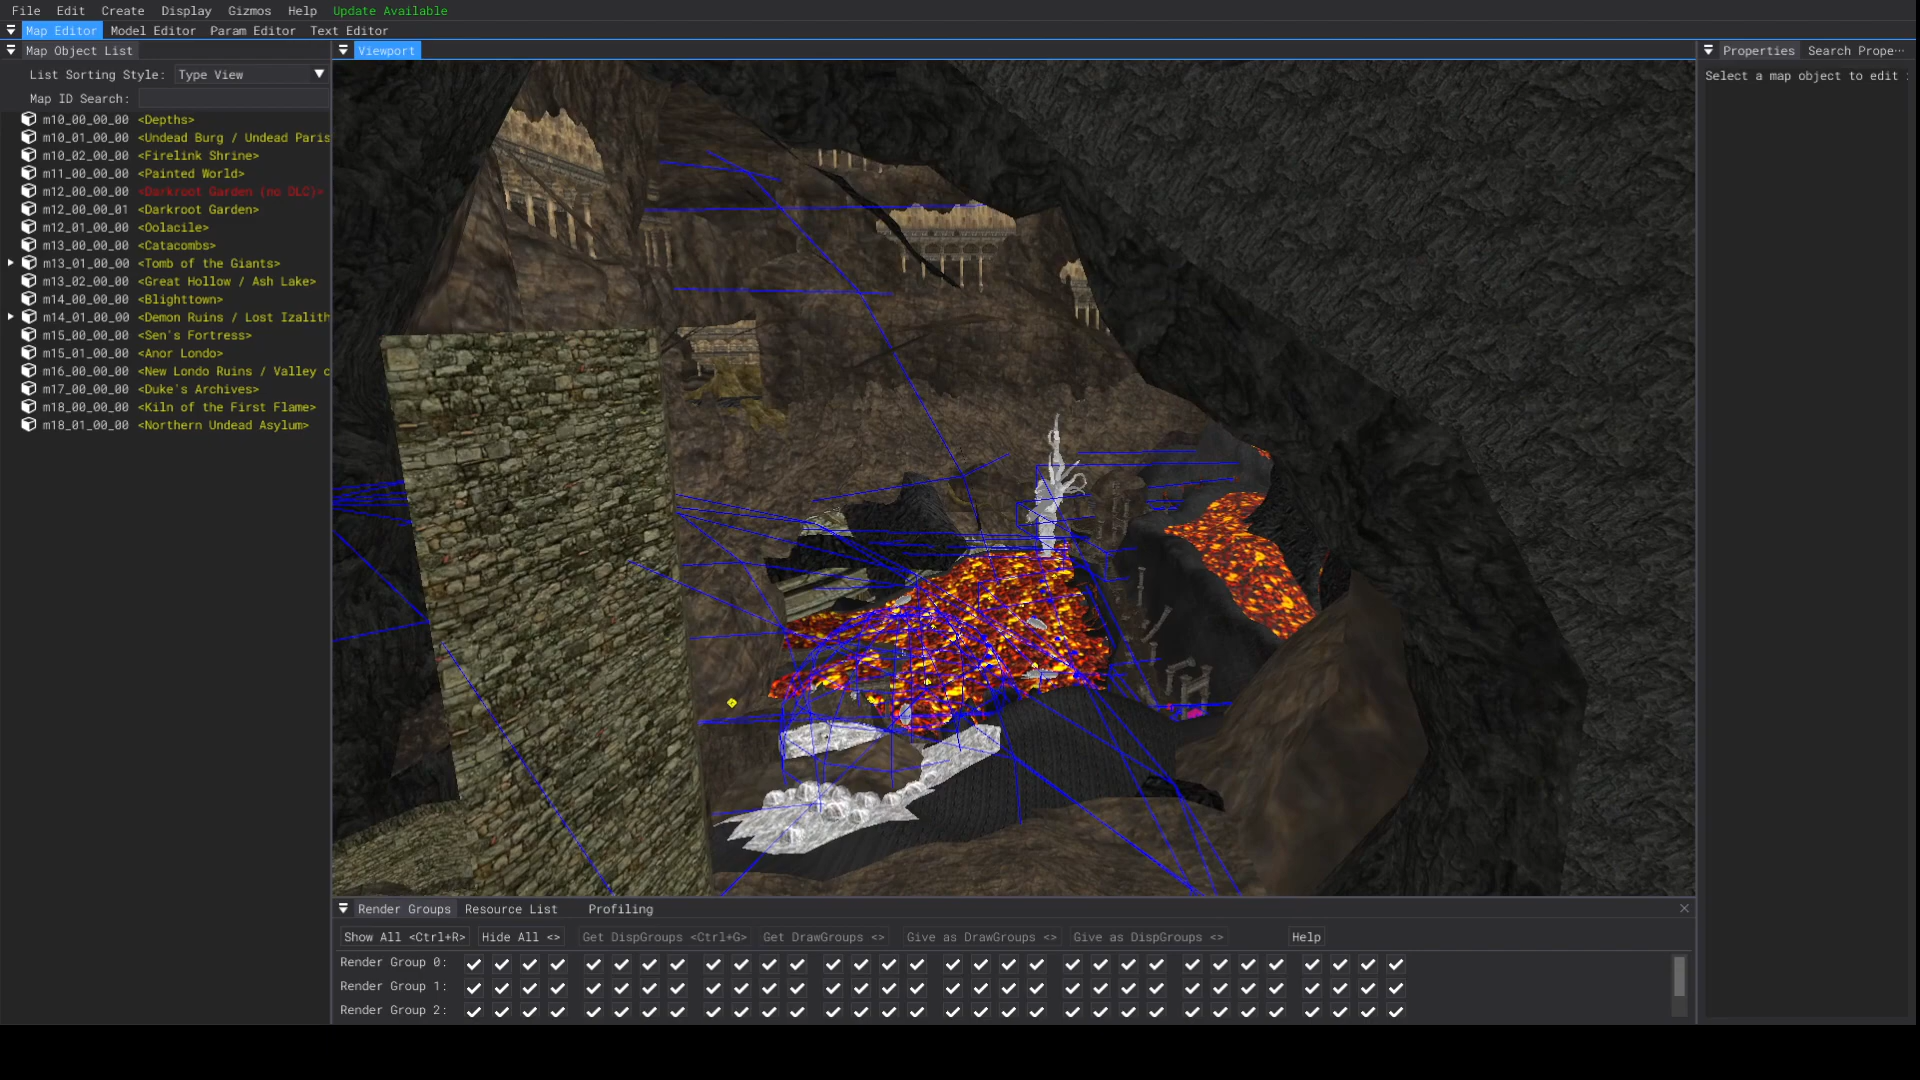 File Edit Create Display Gizmos Help Update Available
Map Editor Model Editor Param Editor Text Editor
Map Object List
Viewport
Properties Search Prope···
List Sorting Style: Type View
Select a map object to edit
Map ID Search:
m10_00_00_00 <Depths>
m10_01_00_00 <Undead Burg / Undead Paris
m10_02_00_00 <Firelink Shrine>
m11_00_00_00 <Painted World>
m12_00_00_00 <Darkroot Garden (no DLC)>
m12_00_00_01 <Darkroot Garden>
m12_01_00_00 <Oolacile>
m13_00_00_00 <Catacombs>
m13_01_00_00 <Tomb of the Giants>
m13_02_00_00 <Great Hollow / Ash Lake>
m14_00_00_00 <Blighttown>
m14_01_00_00 <Demon Ruins / Lost Izalith
m15_00_00_00 <Sen's Fortress>
m15_01_00_00 <Anor Londo>
m16_00_00_00 <New Londo Ruins / Valley o
m17_00_00_00 <Duke's Archives>
m18_00_00_00 <Kiln of the First Flame>
m18_01_00_00 <Northern Undead Asylum>
Render Groups Resource List Profiling
Show All <Ctrl+R> Hide All <> Get DispGroups <Ctrl+G> Get DrawGroups <> Give as DrawGroups <> Give as DispGroups <> Help
Render Group 0:
Render Group 1:
Render Group 2: